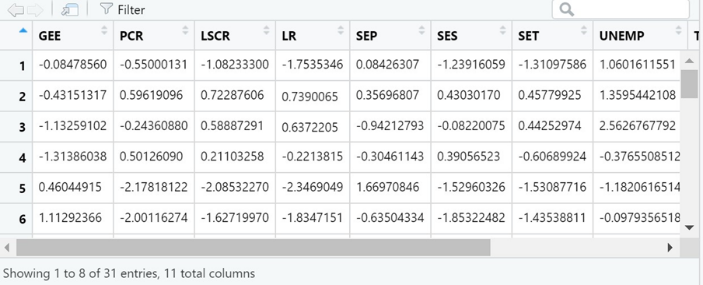 Filter
GEE PCR LSCR LR SEP SES SET UNEMP
1 -0.08478560 -0.55000131 -1.08233300 -1.7535346 0.08426307 -1.23916059 -1.31097586 1.0601611551
2 -0.43151317 0.59619096 0.72287606 0.7390065 0.35696807 0.43030170 0.45779925 1.3595442108
3 -1.13259102 -0.24360880 0.58887291 0.6372205 -0.94212793 -0.08220075 0.44252974 2.5626767792
4 -1.31386038 0.50126090 0.21103258 -0.2213815 -0.30461143 0.39056523 -0.60689924 -0.3765508512
5 0.46044915 -2.17818122 -2.08532270 -2.3469049 1.66970846 -1.52960326 -1.53087716 -1.1820616514
6 1.11292366 -2.00116274 -1.62719970 -1.8347151 -0.63504334 -1.85322482 -1.43538811 -0.0979356518
Showing 1 to 8 of 31 entries, 11 total columns